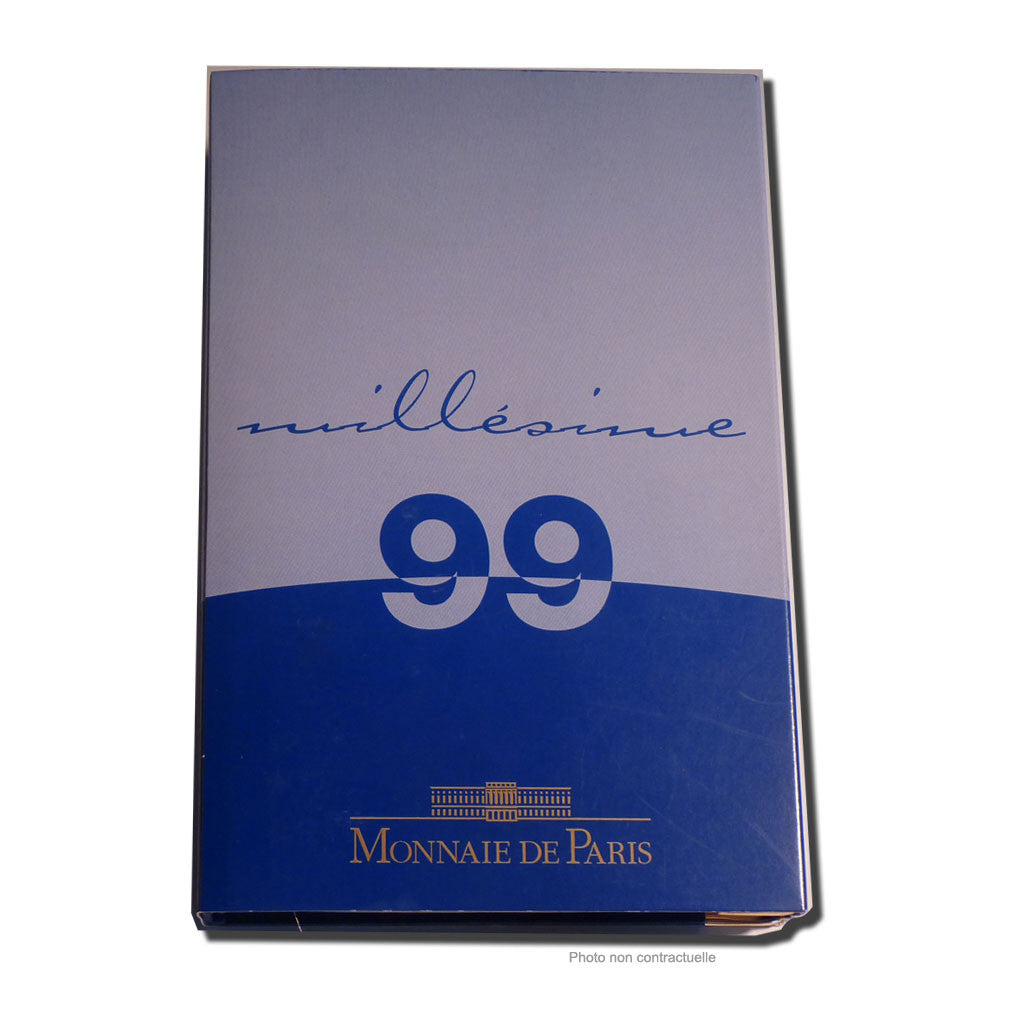 millésime
99
MONNAIE DE PARIS
Photo non contractuelle